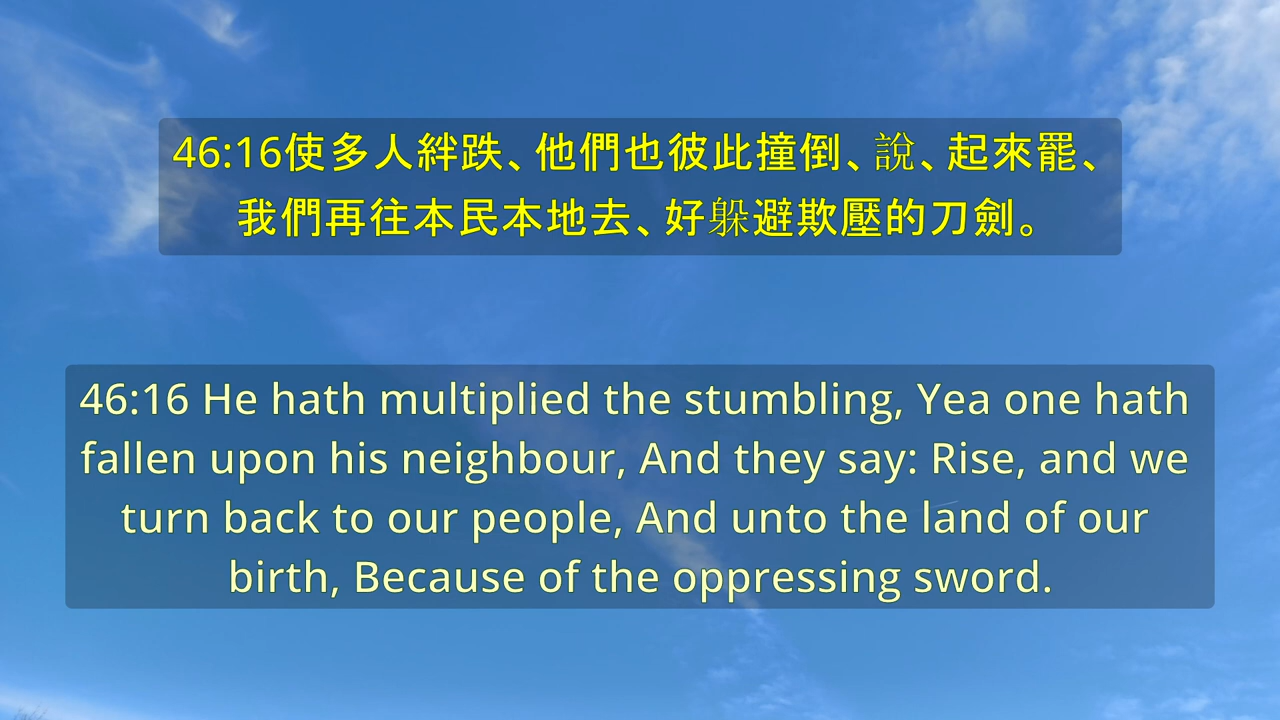 46:16使多人絆跌、他們也彼此撞倒、說、起來罷、
我們再往本民本地去、好躲避欺壓的刀劍。
46:16 He hath multiplied the stumbling, Yea one hath
fallen upon his neighbour, And they say: Rise, and we
turn back to our people, And unto the land of our
birth, Because of the oppressing sword.